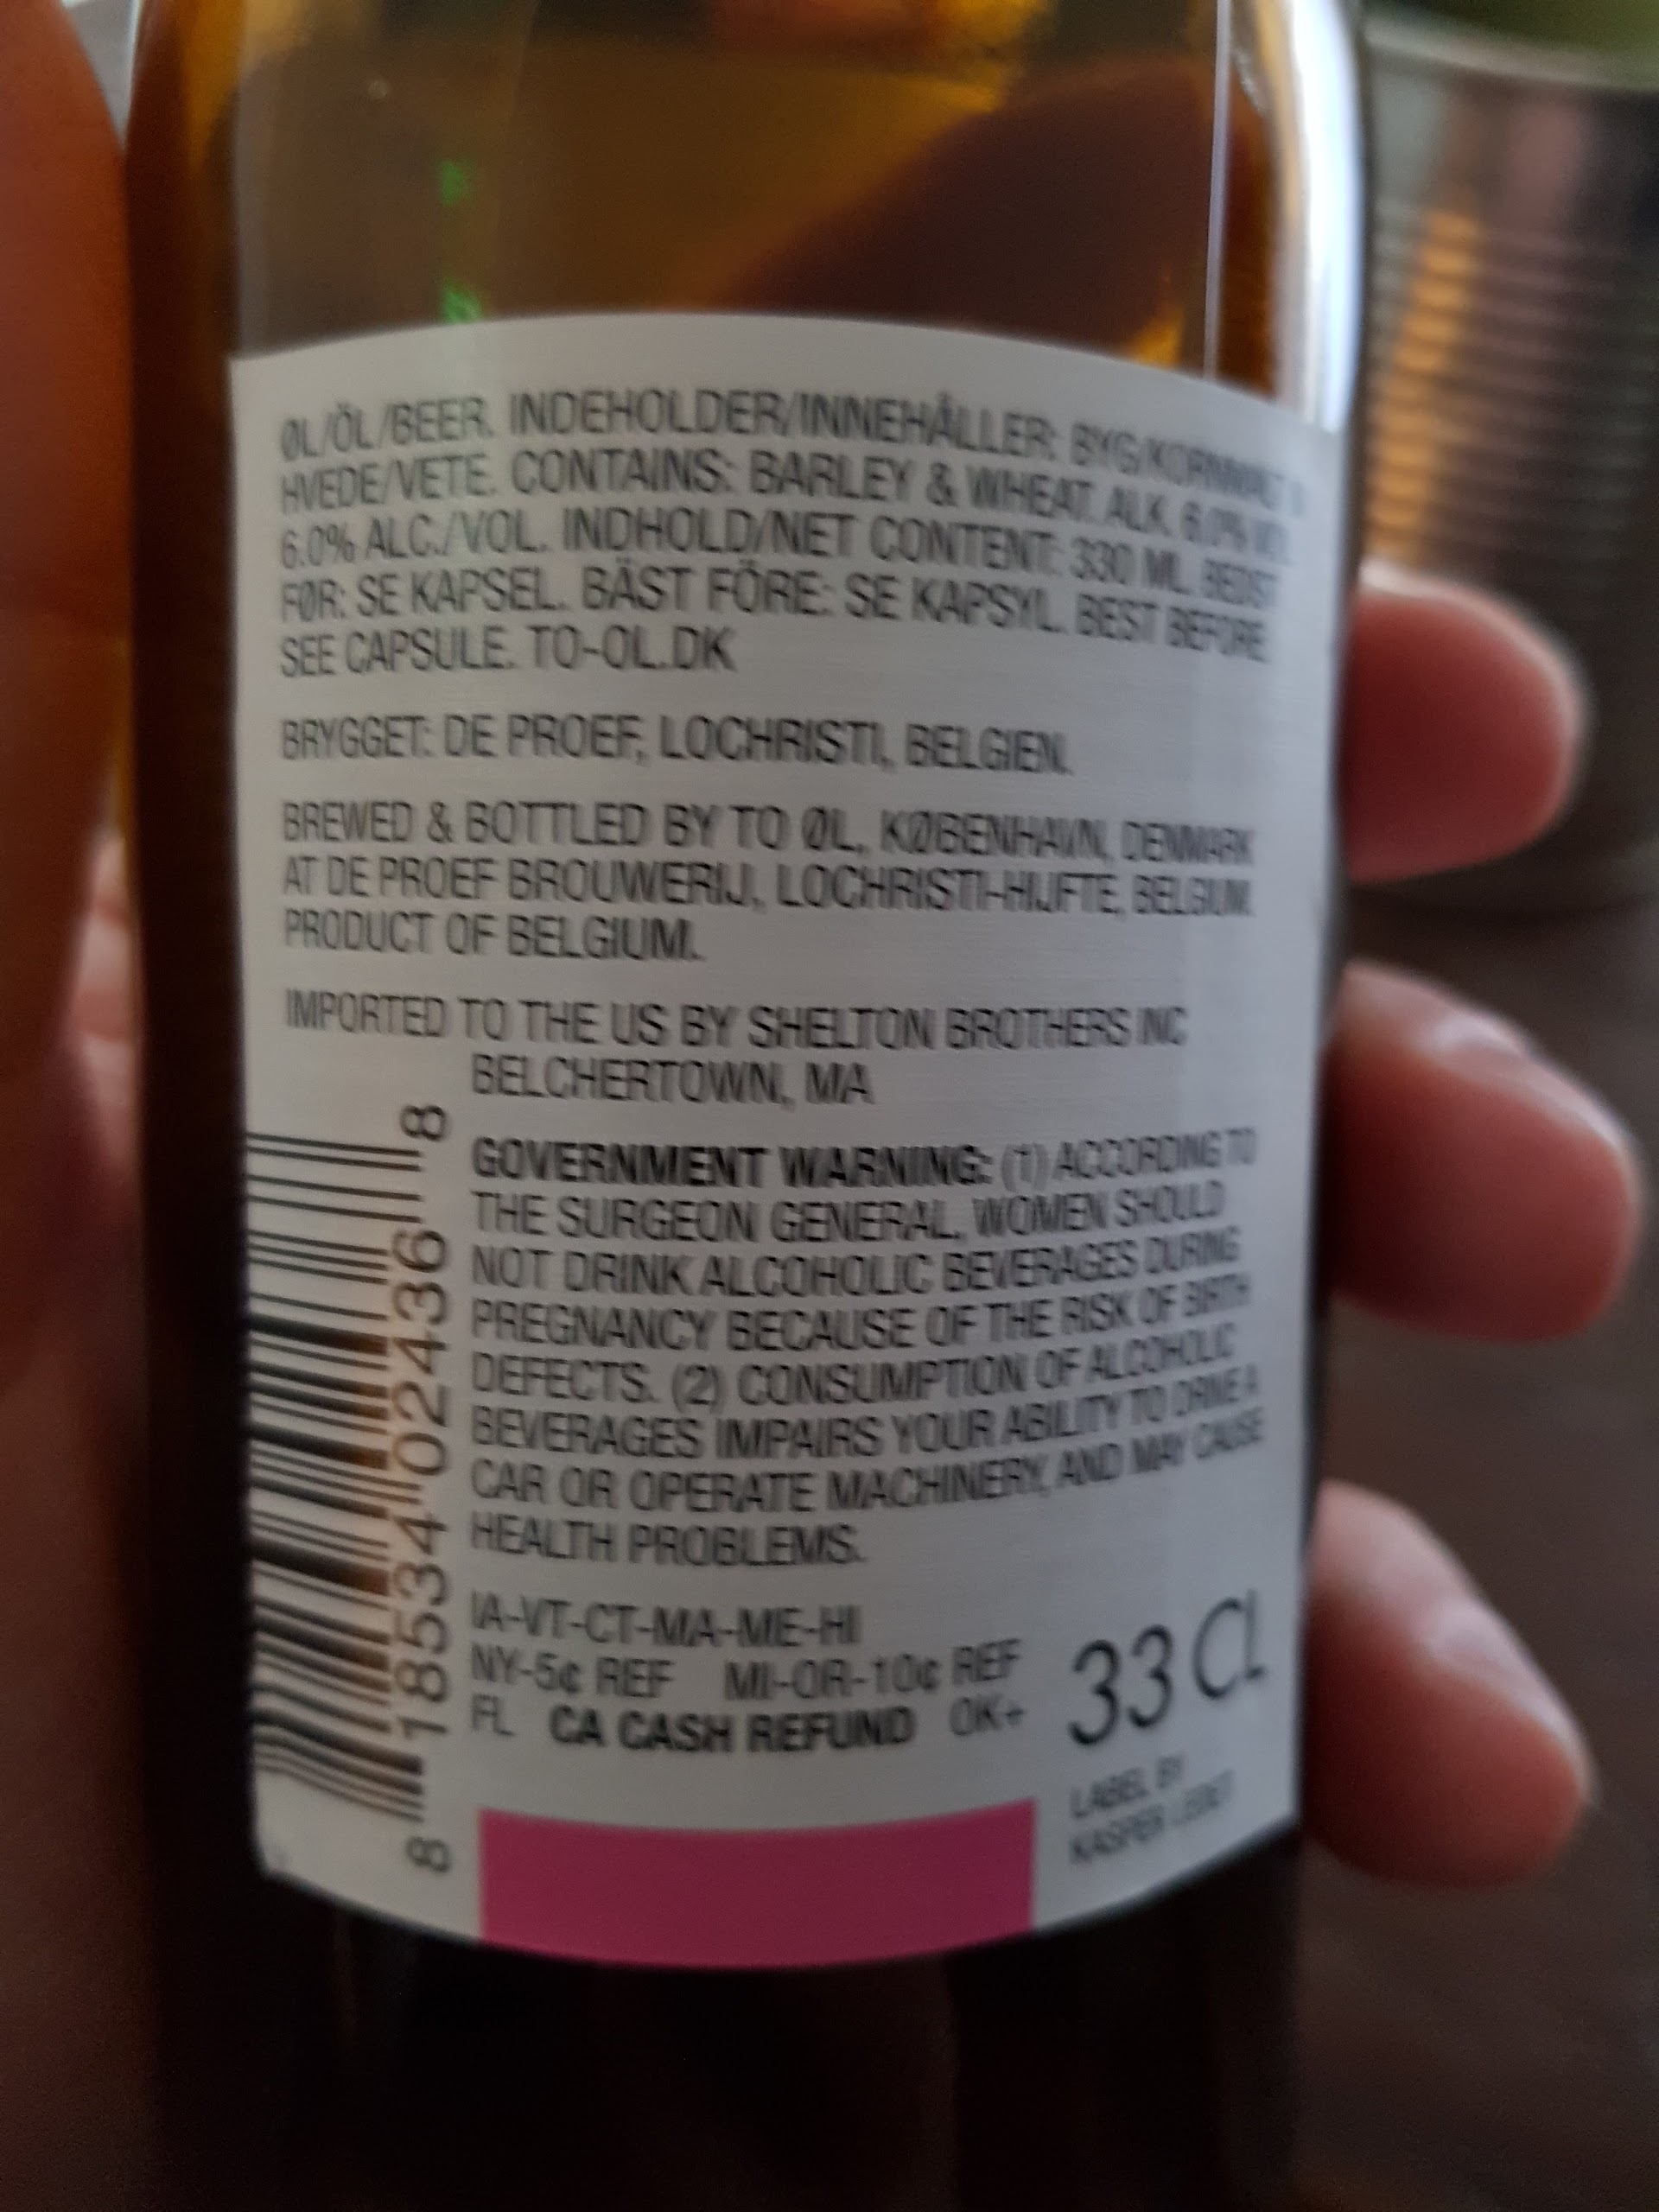 ØL/ÖL/BEER. INDEHOLDER/INNEHÅLLER: BYG/KORNMALT
HVEDE/VETE. CONTAINS: BARLEY & WHEAT. ALK. 6.0% VOL.
6.0% ALC./VOL. INDHOLD/NET CONTENT: 330 ML. BEDST
FØR: SE KAPSEL. BÄST FÖRE: SE KAPSYL. BEST BEFORE:
SEE CAPSULE. TO-OL.DK
BRYGGET: DE PROEF, LOCHRISTI, BELGIEN.
BREWED & BOTTLED BY TO ØL, KØBENHAVN, DENMARK
AT DE PROEF BROUWERIJ, LOCHRISTI-HIJFTE, BELGIUM.
PRODUCT OF BELGIUM.
IMPORTED TO THE US BY SHELTON BROTHERS INC
BELCHERTOWN, MA
GOVERNMENT WARNING: (1) ACCORDING TO
THE SURGEON GENERAL, WOMEN SHOULD
NOT DRINK ALCOHOLIC BEVERAGES DURING
PREGNANCY BECAUSE OF THE RISK OF BIRTH
DEFECTS. (2) CONSUMPTION OF ALCOHOLIC
BEVERAGES IMPAIRS YOUR ABILITY TO DRIVE A
CAR OR OPERATE MACHINERY, AND MAY CAUSE
HEALTH PROBLEMS.
IA-VT-CT-MA-ME-HI
NY-5¢ REF MI-OR-10¢ REF
FL CA CASH REFUND OK+
33 CL
LABEL BY
KASPER LEDET
8 18534 02436 8